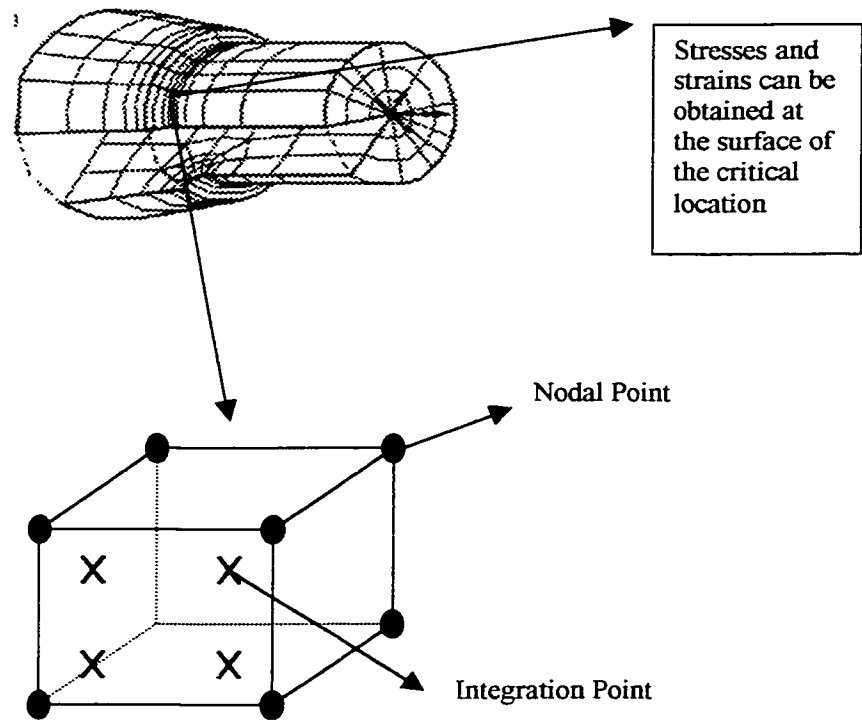 Stresses and
strains can be
obtained at
the surface of
the critical
location
Nodal Point
X X
X X
Integration Point